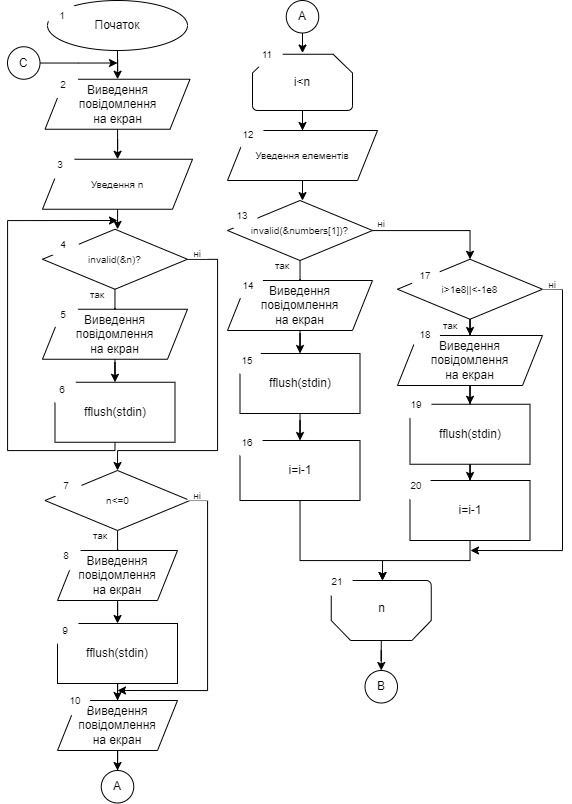 1
Початок
C
2
Виведення
повідомлення
на екран
3
Уведення n
4
invalid(&n)?
ні
так
5
Виведення
повідомлення
на екран
6
fflush(stdin)
7
n<=0
ні
так
8
Виведення
повідомлення
на екран
9
fflush(stdin)
10
Виведення
повідомлення
на екран
A
A
11
i<n
12
Уведення елементів
13
invalid(&numbers[1])?
ні
так
14
Виведення
повідомлення
на екран
15
fflush(stdin)
16
i=i-1
17
i>1e8||<-1e8
ні
так
18
Виведення
повідомлення
на екран
19
fflush(stdin)
20
i=i-1
21
n
B